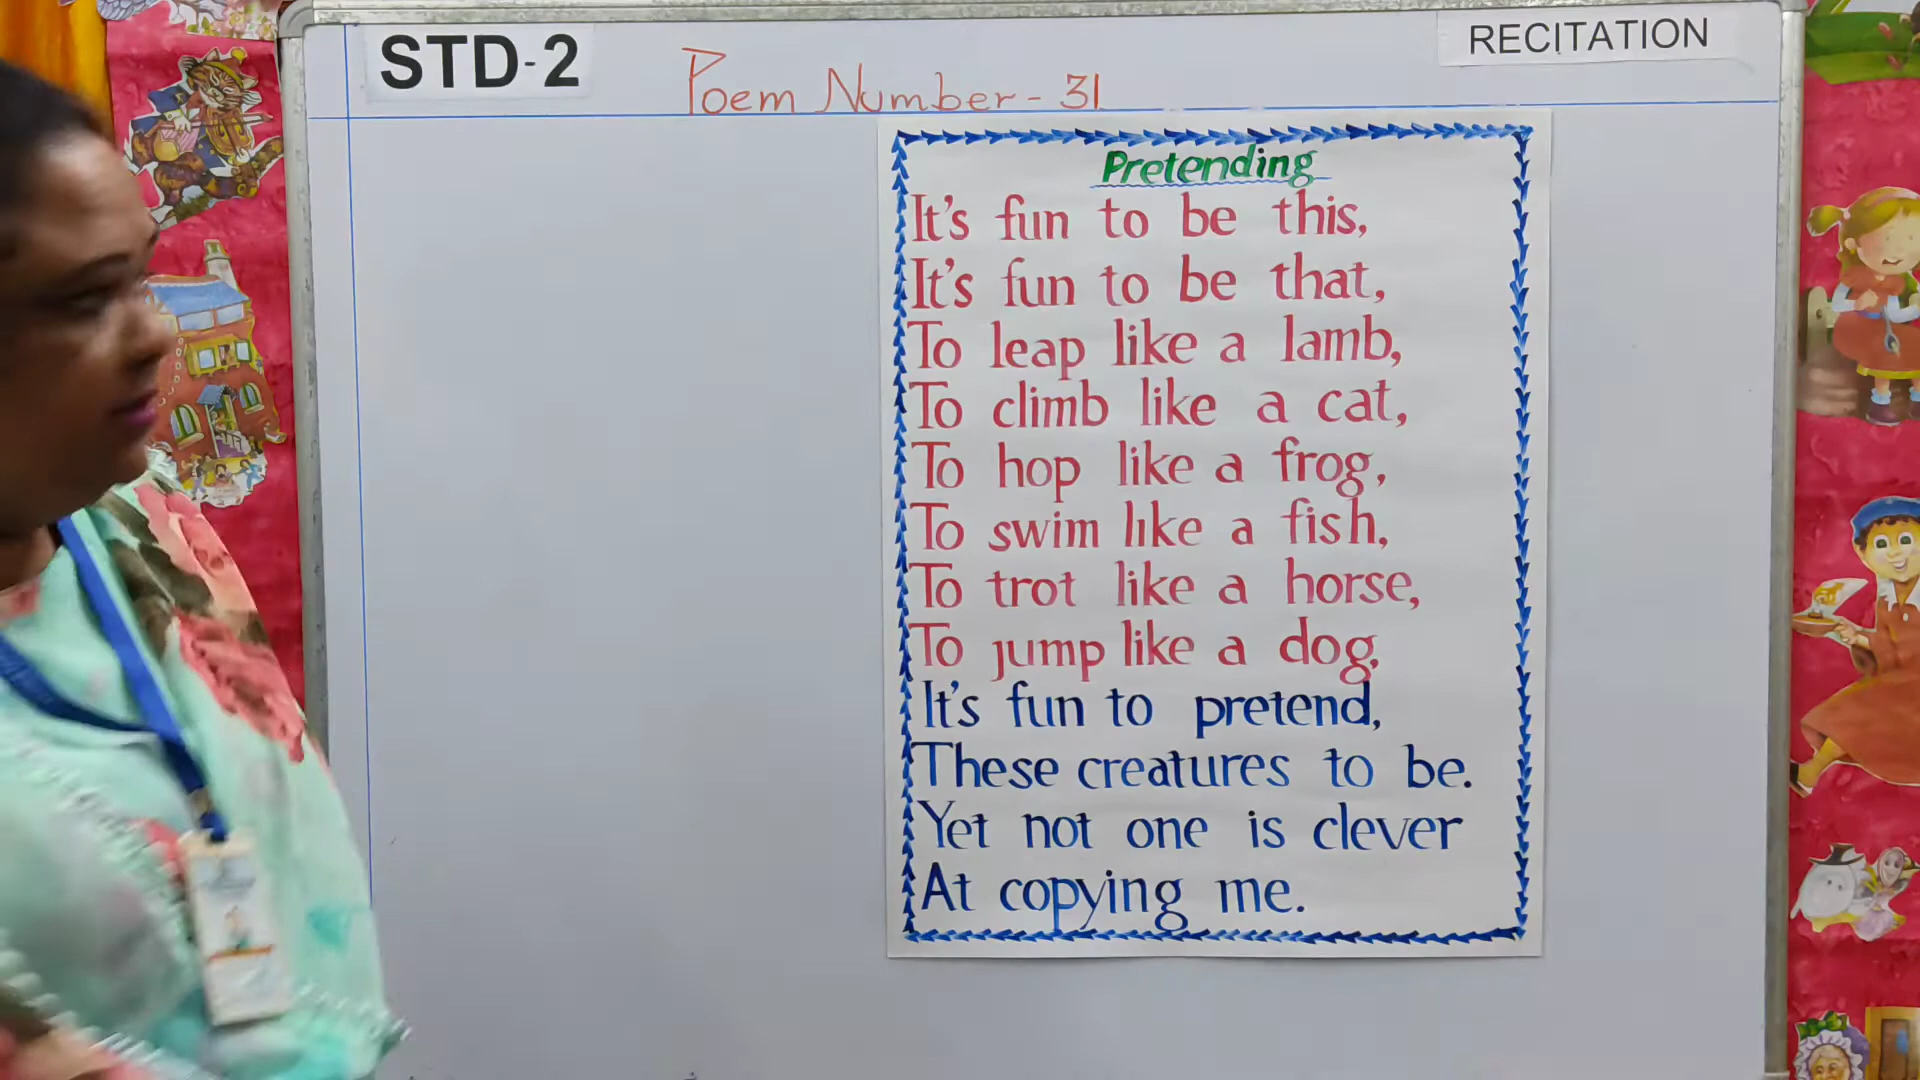 STD-2
RECITATION
Poem Number - 31
Pretending
It's fun to be this,
It's fun to be that,
To leap like a lamb,
To climb like a cat,
To hop like a frog,
To swim like a fish,
To trot like a horse,
To jump like a dog,
It's fun to pretend,
These creatures to be.
Yet not one is clever
At copying me.